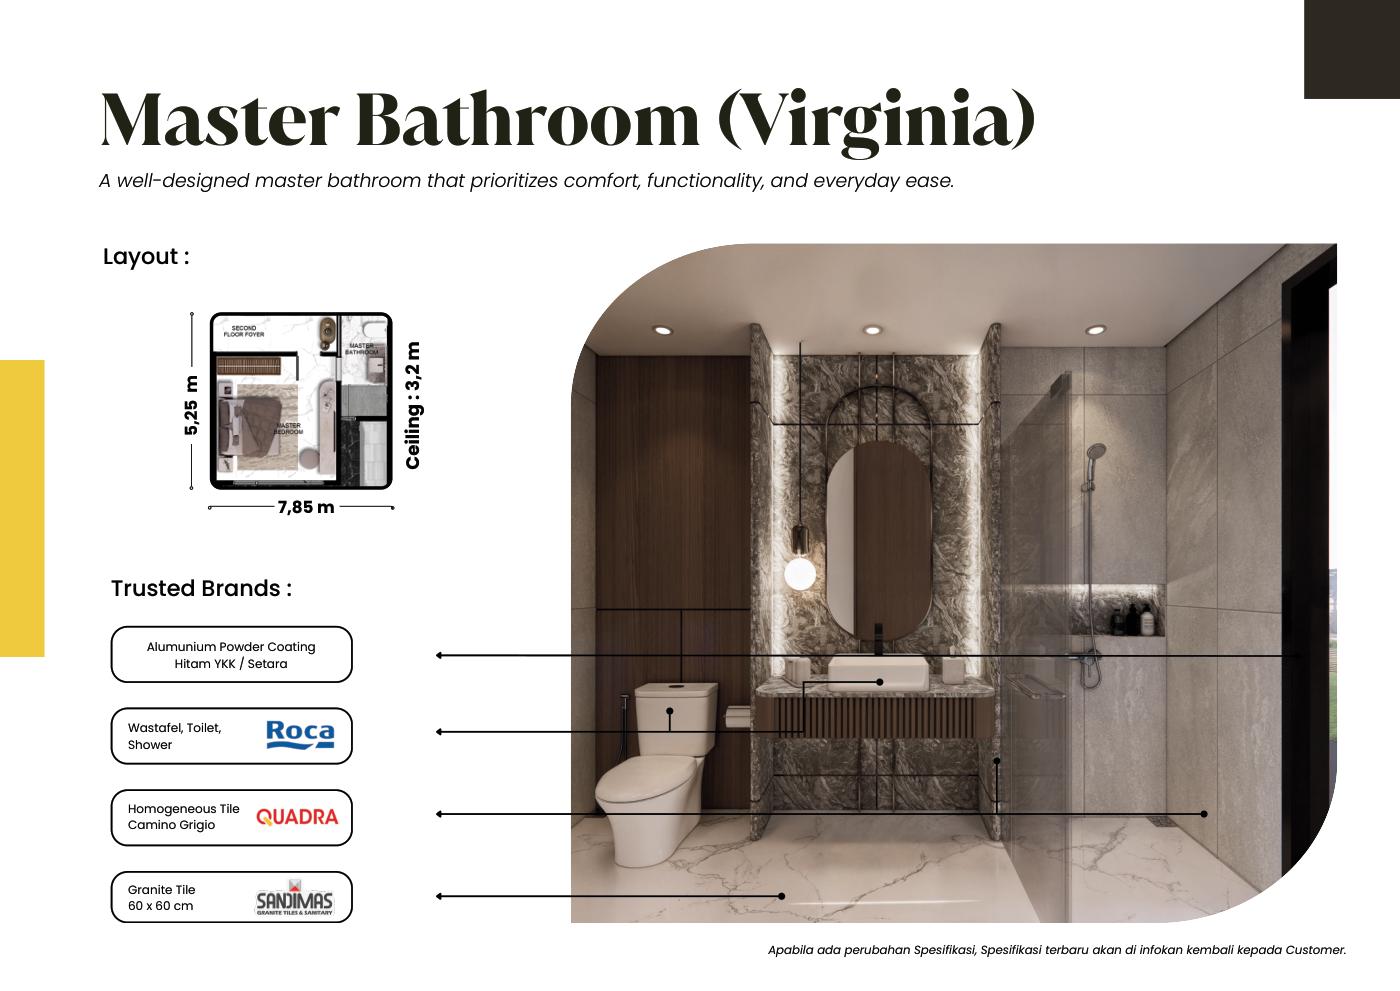 Master Bathroom (Virginia)
A well-designed master bathroom that prioritizes comfort, functionality, and everyday ease.
Layout :
SECOND
FLOOR FOYER
MASTER
BATHROOM
MASTER
BEDROOM
5,25 m
Ceiling : 3,2 m
7,85 m
Trusted Brands :
Alumunium Powder Coating
Hitam YKK / Setara
Wastafel, Toilet,
Shower
Roca
Homogeneous Tile
Camino Grigio
QUADRA
Granite Tile
60 x 60 cm
SANDIMAS
GRANITE TILES & SANITARY
Apabila ada perubahan Spesifikasi, Spesifikasi terbaru akan di infokan kembali kepada Customer.